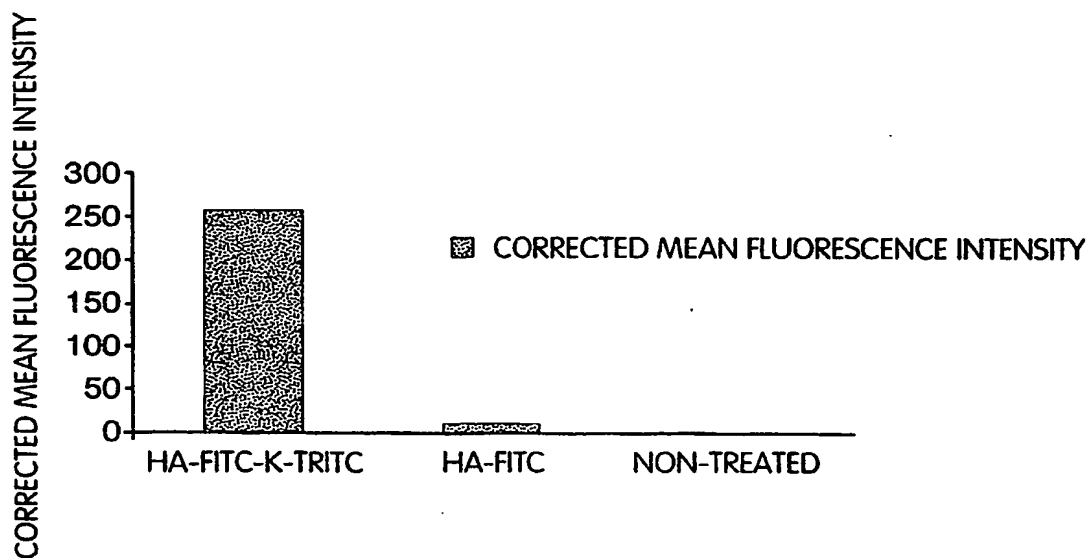 CORRECTED MEAN FLUORESCENCE INTENSITY
300
250
200
150
100
50
0
CORRECTED MEAN FLUORESCENCE INTENSITY
HA-FITC-K-TRITC HA-FITC NON-TREATED